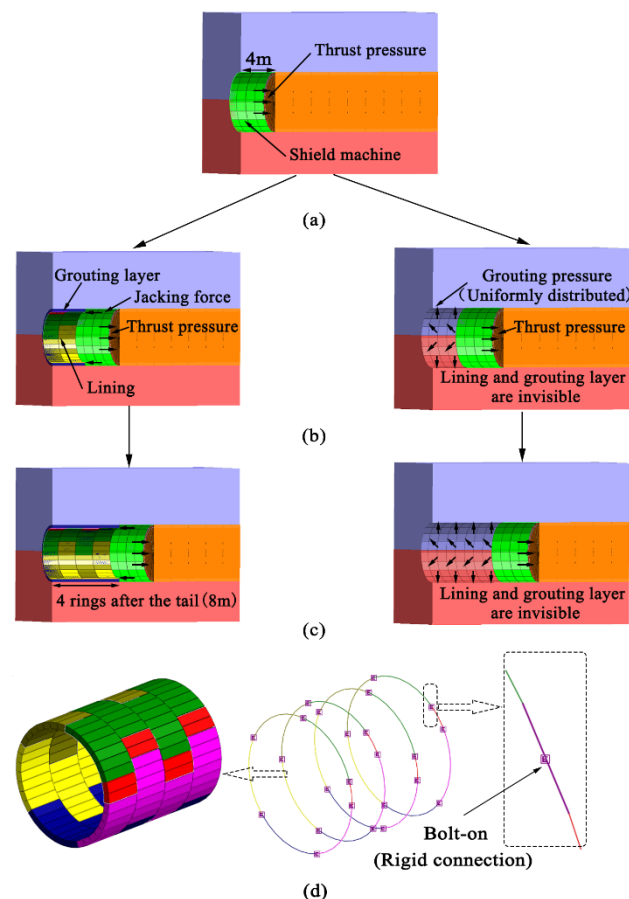 4m
Thrust pressure
Shield machine
(a)
Grouting layer
Jacking force
Thrust pressure
Lining
Grouting pressure
(Uniformly distributed)
Thrust pressure
Lining and grouting layer
are invisible
(b)
4 rings after the tail (8m)
Lining and grouting layer
are invisible
(c)
Bolt-on
(Rigid connection)
(d)